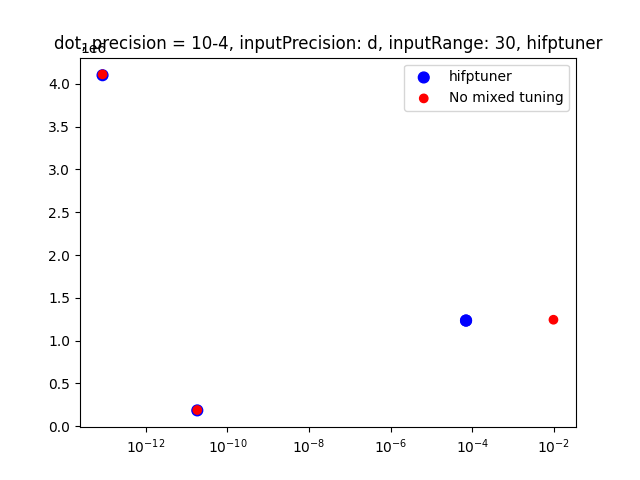 dot, precision = 10-4, inputPrecision: d, inputRange: 30, hifptuner
1e6
hifptuner
No mixed tuning
4.0
3.5
3.0
2.5
2.0
1.5
1.0
0.5
0.0
10⁻¹² 10⁻¹⁰ 10⁻⁸ 10⁻⁶ 10⁻⁴ 10⁻²